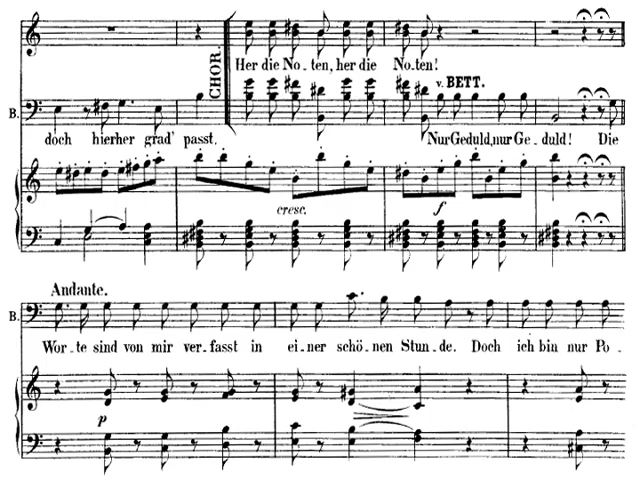 CHOR.
Her die No-ten, her die No-ten!
v. BETT.
B.
doch hierher grad' passt. Nur Geduld, nur Ge-duld! Die
cresc.
f
Andante.
B.
Wor-te sind von mir ver-fasst in ei-ner schö-nen Stun-de. Doch ich bin nur Po-
p